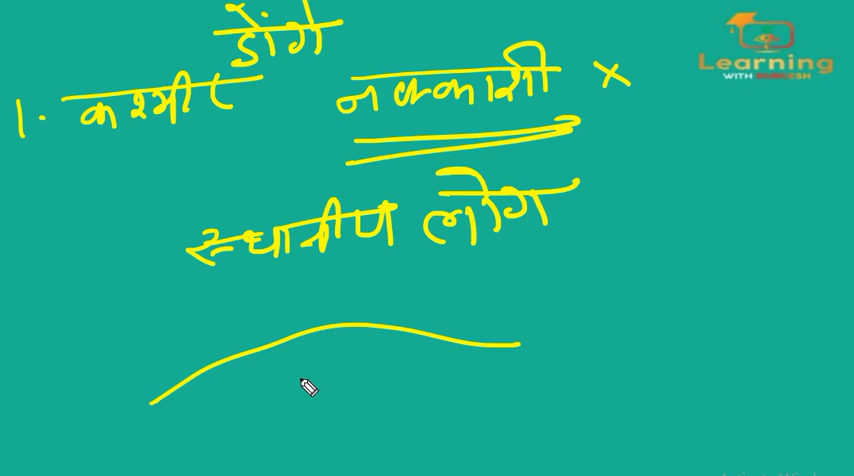 डोंगे
Learning
WITH DURGESH
1. कश्मीर नक्काशी ×
स्थानीय लोग